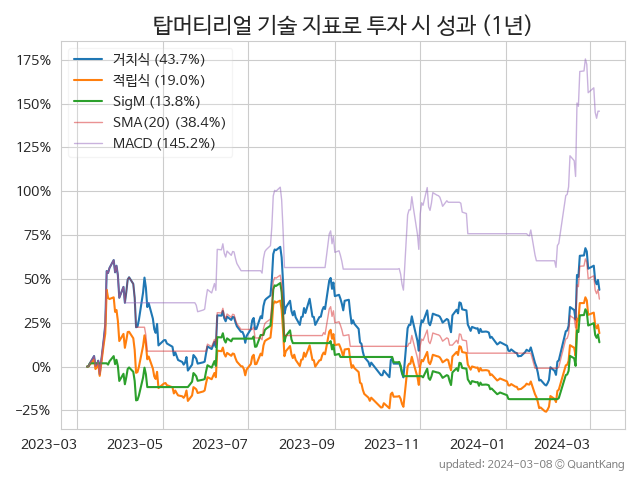 탑머티리얼 기술 지표로 투자 시 성과 (1년)
175%
150%
125%
100%
75%
50%
25%
0%
−25%
거치식 (43.7%)
적립식 (19.0%)
SigM (13.8%)
SMA(20) (38.4%)
MACD (145.2%)
2023−03
2023−05
2023−07
2023−09
2023−11
2024−01
2024−03
updated: 2024-03-08 © QuantKang